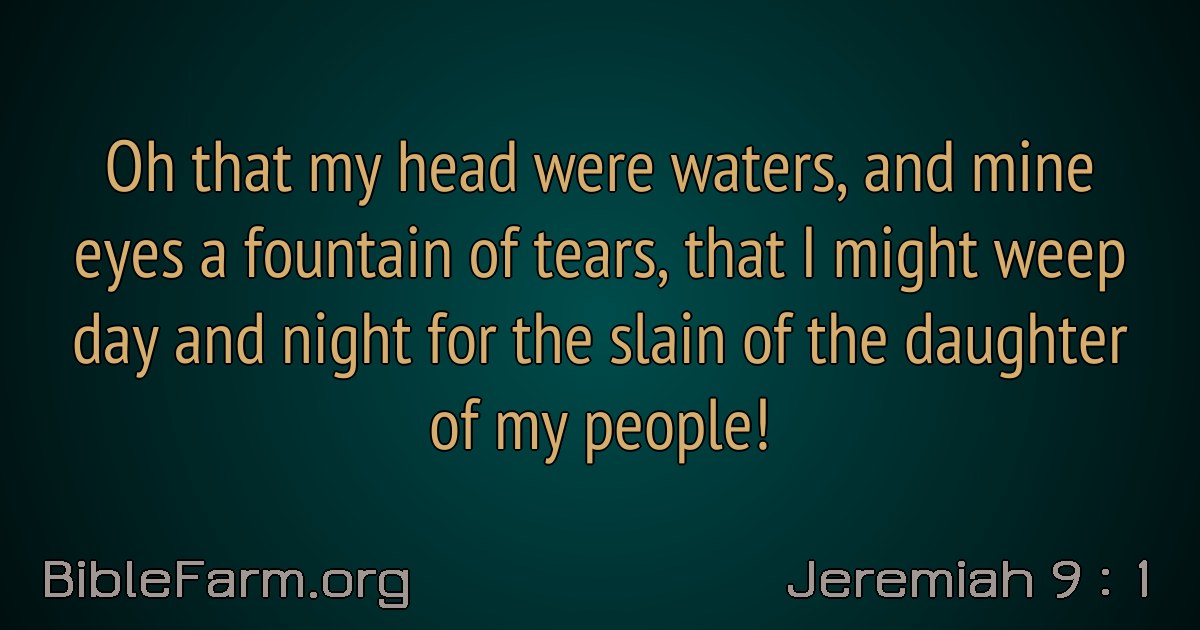 Oh that my head were waters, and mine
eyes a fountain of tears, that I might weep
day and night for the slain of the daughter
of my people!
BibleFarm.org
Jeremiah 9 : 1